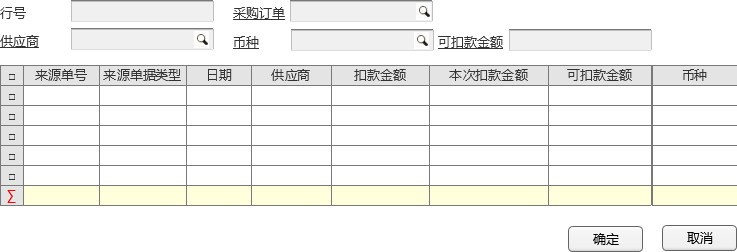 行号 采购订单
供应商 币种 可扣款金额
来源单号 来源单据类型 日期 供应商 扣款金额 本次扣款金额 可扣款金额 币种
∑
确定 取消